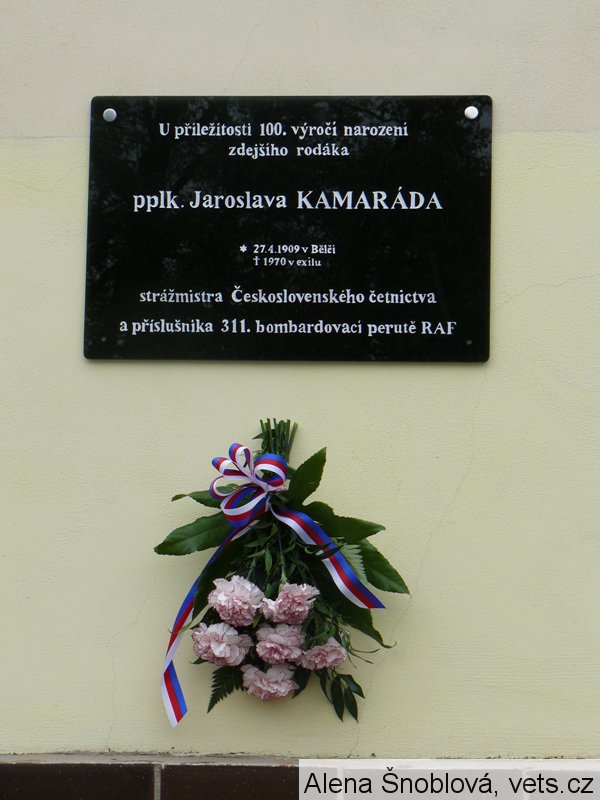 U příležitosti 100. výročí narození
zdejšího rodáka
pplk. Jaroslava KAMARÁDA
* 27.4.1909 v Bělči
† 1970 v exilu
strážmistra Československého četnictva
a příslušníka 311. bombardovací perutě RAF
Alena Šnoblová, vets.cz